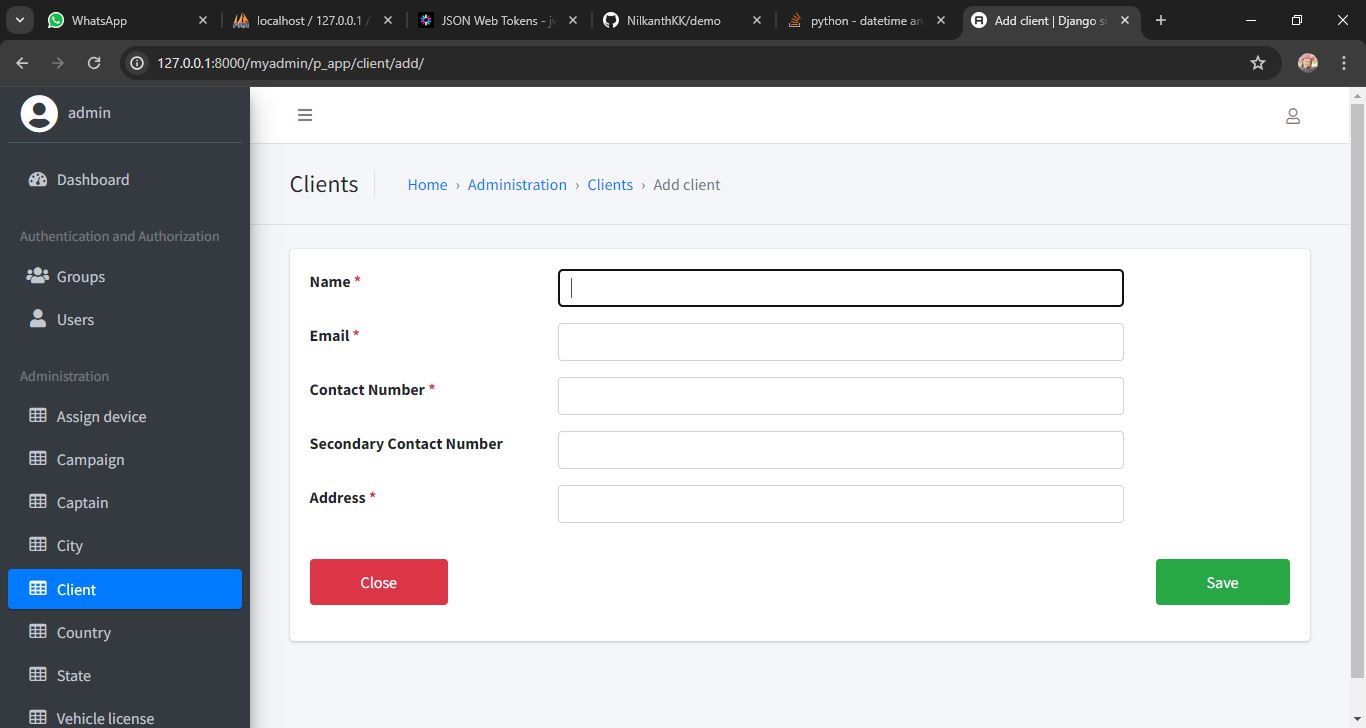 WhatsApp
localhost / 127.0.0.1 /
JSON Web Tokens - jw
NilkanthKK/demo
python - datetime an
Add client | Django si
127.0.0.1:8000/myadmin/p_app/client/add/
admin
Dashboard
Authentication and Authorization
Groups
Users
Administration
Assign device
Campaign
Captain
City
Client
Country
State
Vehicle license
Clients
Home › Administration › Clients › Add client
Name *
Email *
Contact Number *
Secondary Contact Number
Address *
Close
Save